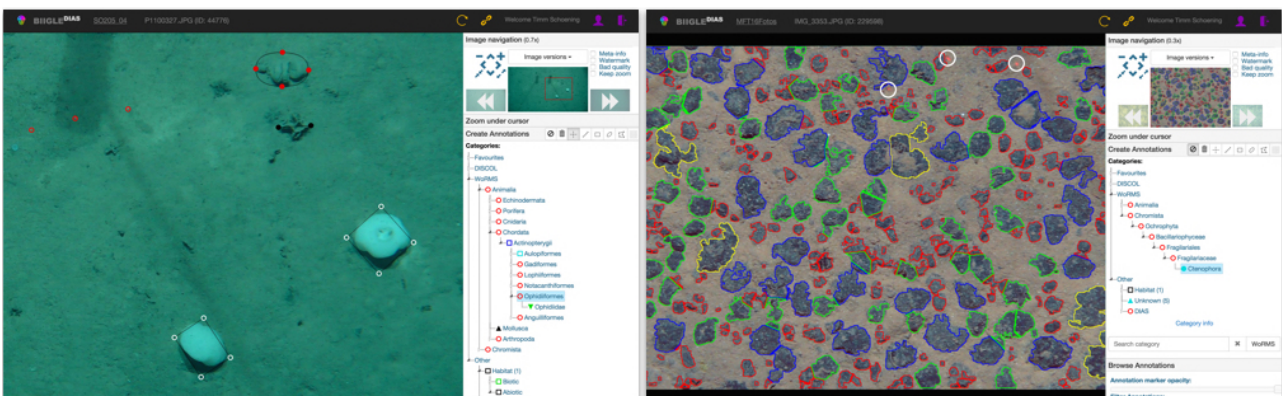 BIIGLE DIAS SO205_04 P1100327.JPG (ID: 44776) Welcome Timm Schoening
Image navigation (0.7x)
Image versions
Meta-info
Watermark
Bad quality
Keep zoom
Zoom under cursor
Create Annotations
Categories:
Favourites
DISCOL
WoRMS
Animalia
Echinodermata
Porifera
Cnidaria
Chordata
Actinopterygii
Aulopiformes
Gadiformes
Lophiiformes
Notacanthiformes
Ophidiiformes
Ophidiidae
Anguilliformes
Mollusca
Arthropoda
Chromista
Other
Habitat (1)
Biotic
Abiotic
BIIGLE DIAS MFT16Fotos IMG_3353.JPG (ID: 229598) Welcome Timm Schoening
Image navigation (0.3x)
Image versions
Meta-info
Watermark
Bad quality
Keep zoom
Zoom under cursor
Create Annotations
Categories:
Favourites
DISCOL
WoRMS
Animalia
Chromista
Ochrophyta
Bacillariophyceae
Fragilariales
Fragilariaceae
Ctenophora
Other
Habitat (1)
Unknown (5)
DIAS
Category info
Search category WoRMS
Browse Annotations
Annotation marker opacity: